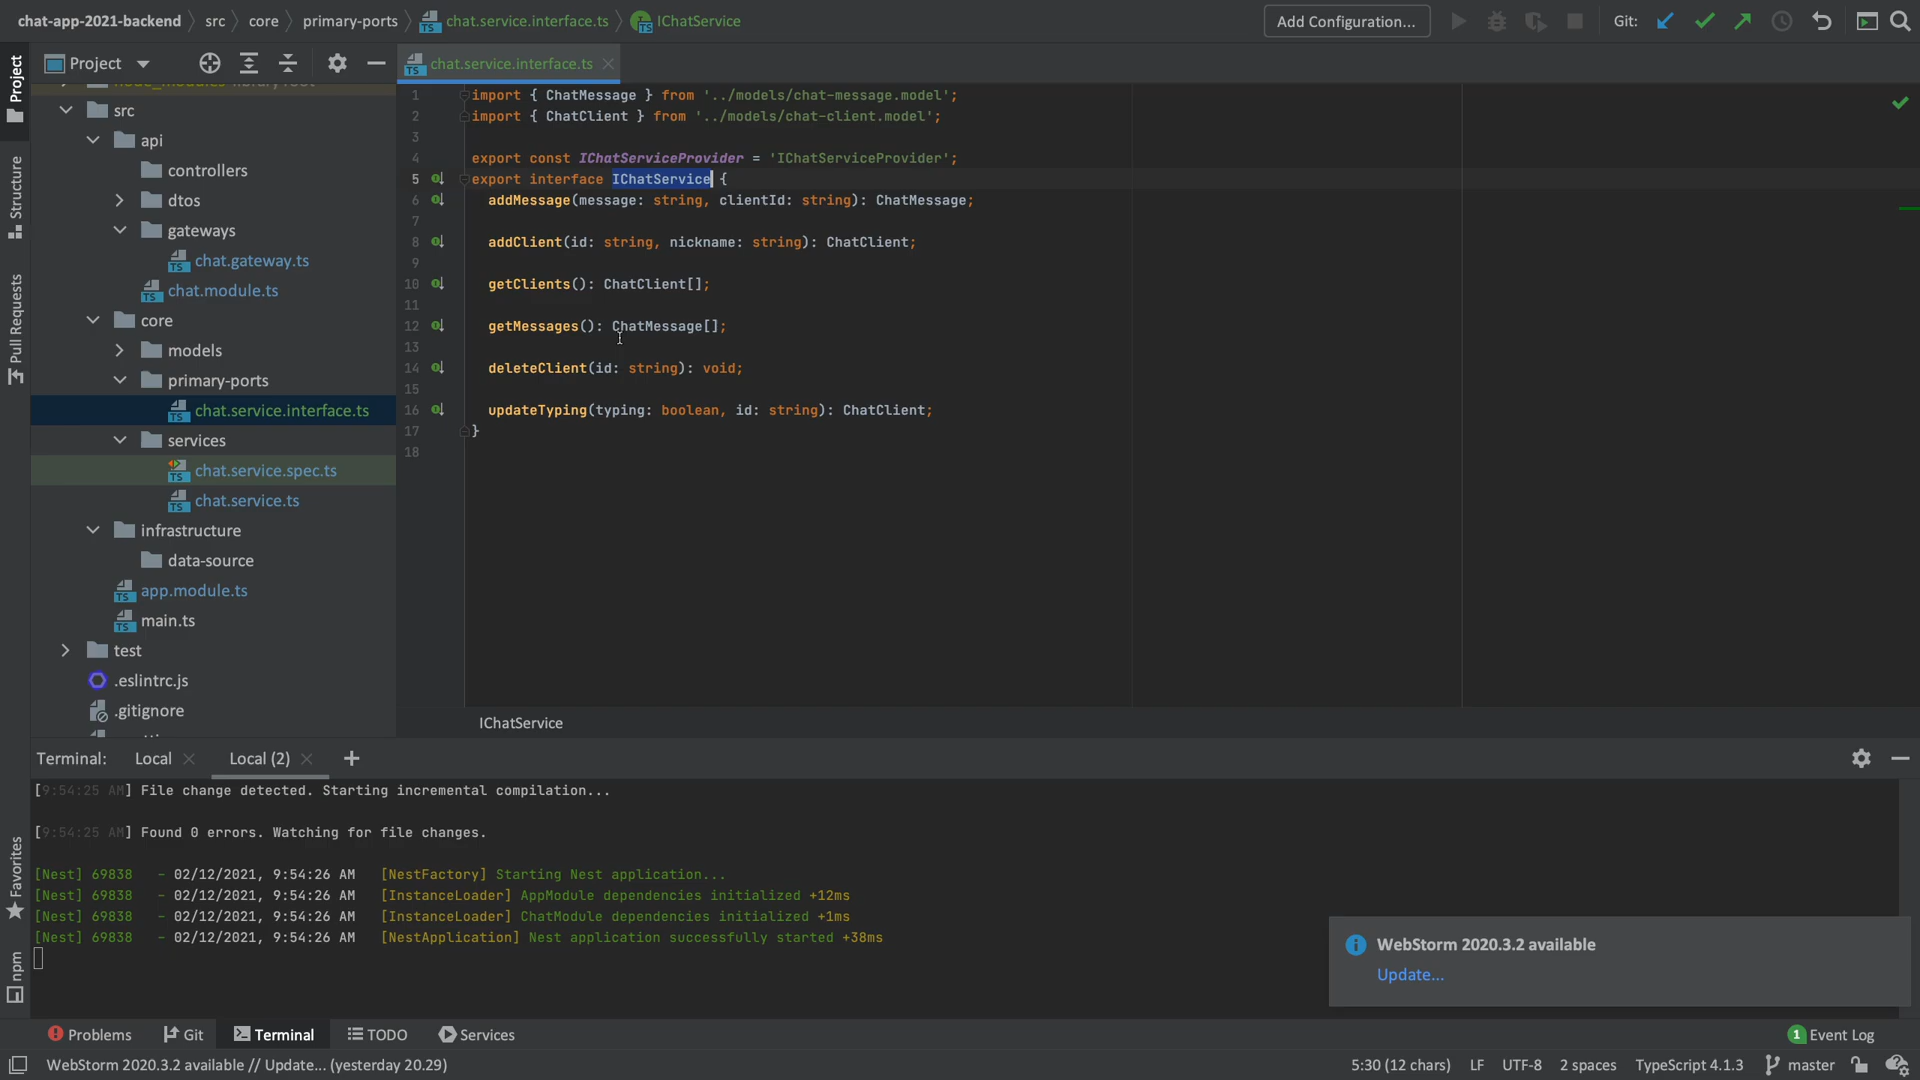 chat-app-2021-backend src core primary-ports chat.service.interface.ts IChatService Add Configuration... Git:
Project
Project chat.service.interface.ts
Structure
Pull Requests
Favorites
npm
src
api
controllers
dtos
gateways
chat.gateway.ts
chat.module.ts
core
models
primary-ports
chat.service.interface.ts
services
chat.service.spec.ts
chat.service.ts
infrastructure
data-source
app.module.ts
main.ts
test
.eslintrc.js
.gitignore
1 import { ChatMessage } from '../models/chat-message.model';
2 import { ChatClient } from '../models/chat-client.model';
3
4 export const IChatServiceProvider = 'IChatServiceProvider';
5 export interface IChatService {
6 addMessage(message: string, clientId: string): ChatMessage;
7
8 addClient(id: string, nickname: string): ChatClient;
9
10 getClients(): ChatClient[];
11
12 getMessages(): ChatMessage[];
13
14 deleteClient(id: string): void;
15
16 updateTyping(typing: boolean, id: string): ChatClient;
17 }
18
IChatService
Terminal: Local Local (2)
[9:54:25 AM] File change detected. Starting incremental compilation...
[9:54:25 AM] Found 0 errors. Watching for file changes.
[Nest] 69838 - 02/12/2021, 9:54:26 AM [NestFactory] Starting Nest application...
[Nest] 69838 - 02/12/2021, 9:54:26 AM [InstanceLoader] AppModule dependencies initialized +12ms
[Nest] 69838 - 02/12/2021, 9:54:26 AM [InstanceLoader] ChatModule dependencies initialized +1ms
[Nest] 69838 - 02/12/2021, 9:54:26 AM [NestApplication] Nest application successfully started +38ms
WebStorm 2020.3.2 available
Update...
Problems Git Terminal TODO Services 1 Event Log
WebStorm 2020.3.2 available // Update... (yesterday 20.29) 5:30 (12 chars) LF UTF-8 2 spaces TypeScript 4.1.3 master